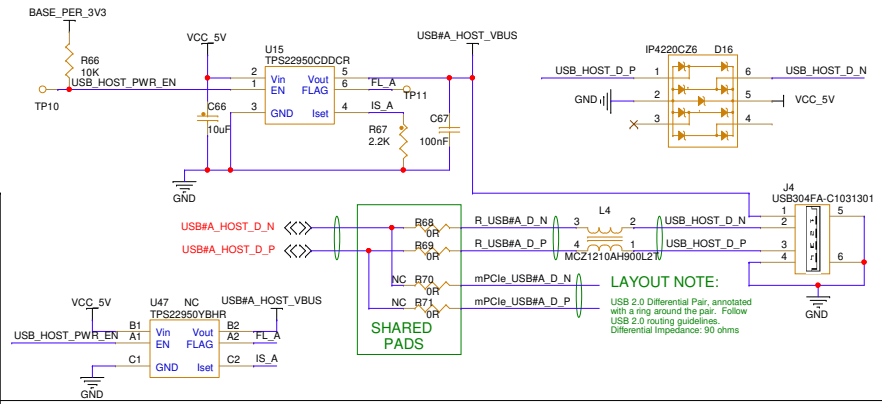 BASE_PER_3V3
R66
10K
USB_HOST_PWR_EN
TP10
VCC_5V
U15
TPS22950CDDCR
2 Vin Vout 5
1 EN FLAG 6
3 GND Iset 4
FL_A
TP11
IS_A
C66
10uF
R67
2.2K
C67
100nF
GND
USB#A_HOST_VBUS
IP4220CZ6 D16
USB_HOST_D_P 1 6 USB_HOST_D_N
GND 2 5 VCC_5V
3 4
J4
USB304FA-C1031301
1 5
2
3
4 6
GND
USB#A_HOST_D_N
USB#A_HOST_D_P
R68
0R
R69
0R
NC R70
0R
NC R71
0R
SHARED
PADS
R_USB#A_D_N
R_USB#A_D_P
mPCIe_USB#A_D_N
mPCIe_USB#A_D_P
L4
3 2
4 1
MCZ1210AH900L2T
USB_HOST_D_N
USB_HOST_D_P
LAYOUT NOTE:
USB 2.0 Differential Pair, annotated
with a ring around the pair. Follow
USB 2.0 routing guidelines.
Differential Impedance: 90 ohms
VCC_5V
U47 NC
TPS22950YBHR
USB#A_HOST_VBUS
B1 Vin Vout B2
USB_HOST_PWR_EN A1 EN FLAG A2 FL_A
C1 GND Iset C2 IS_A
GND